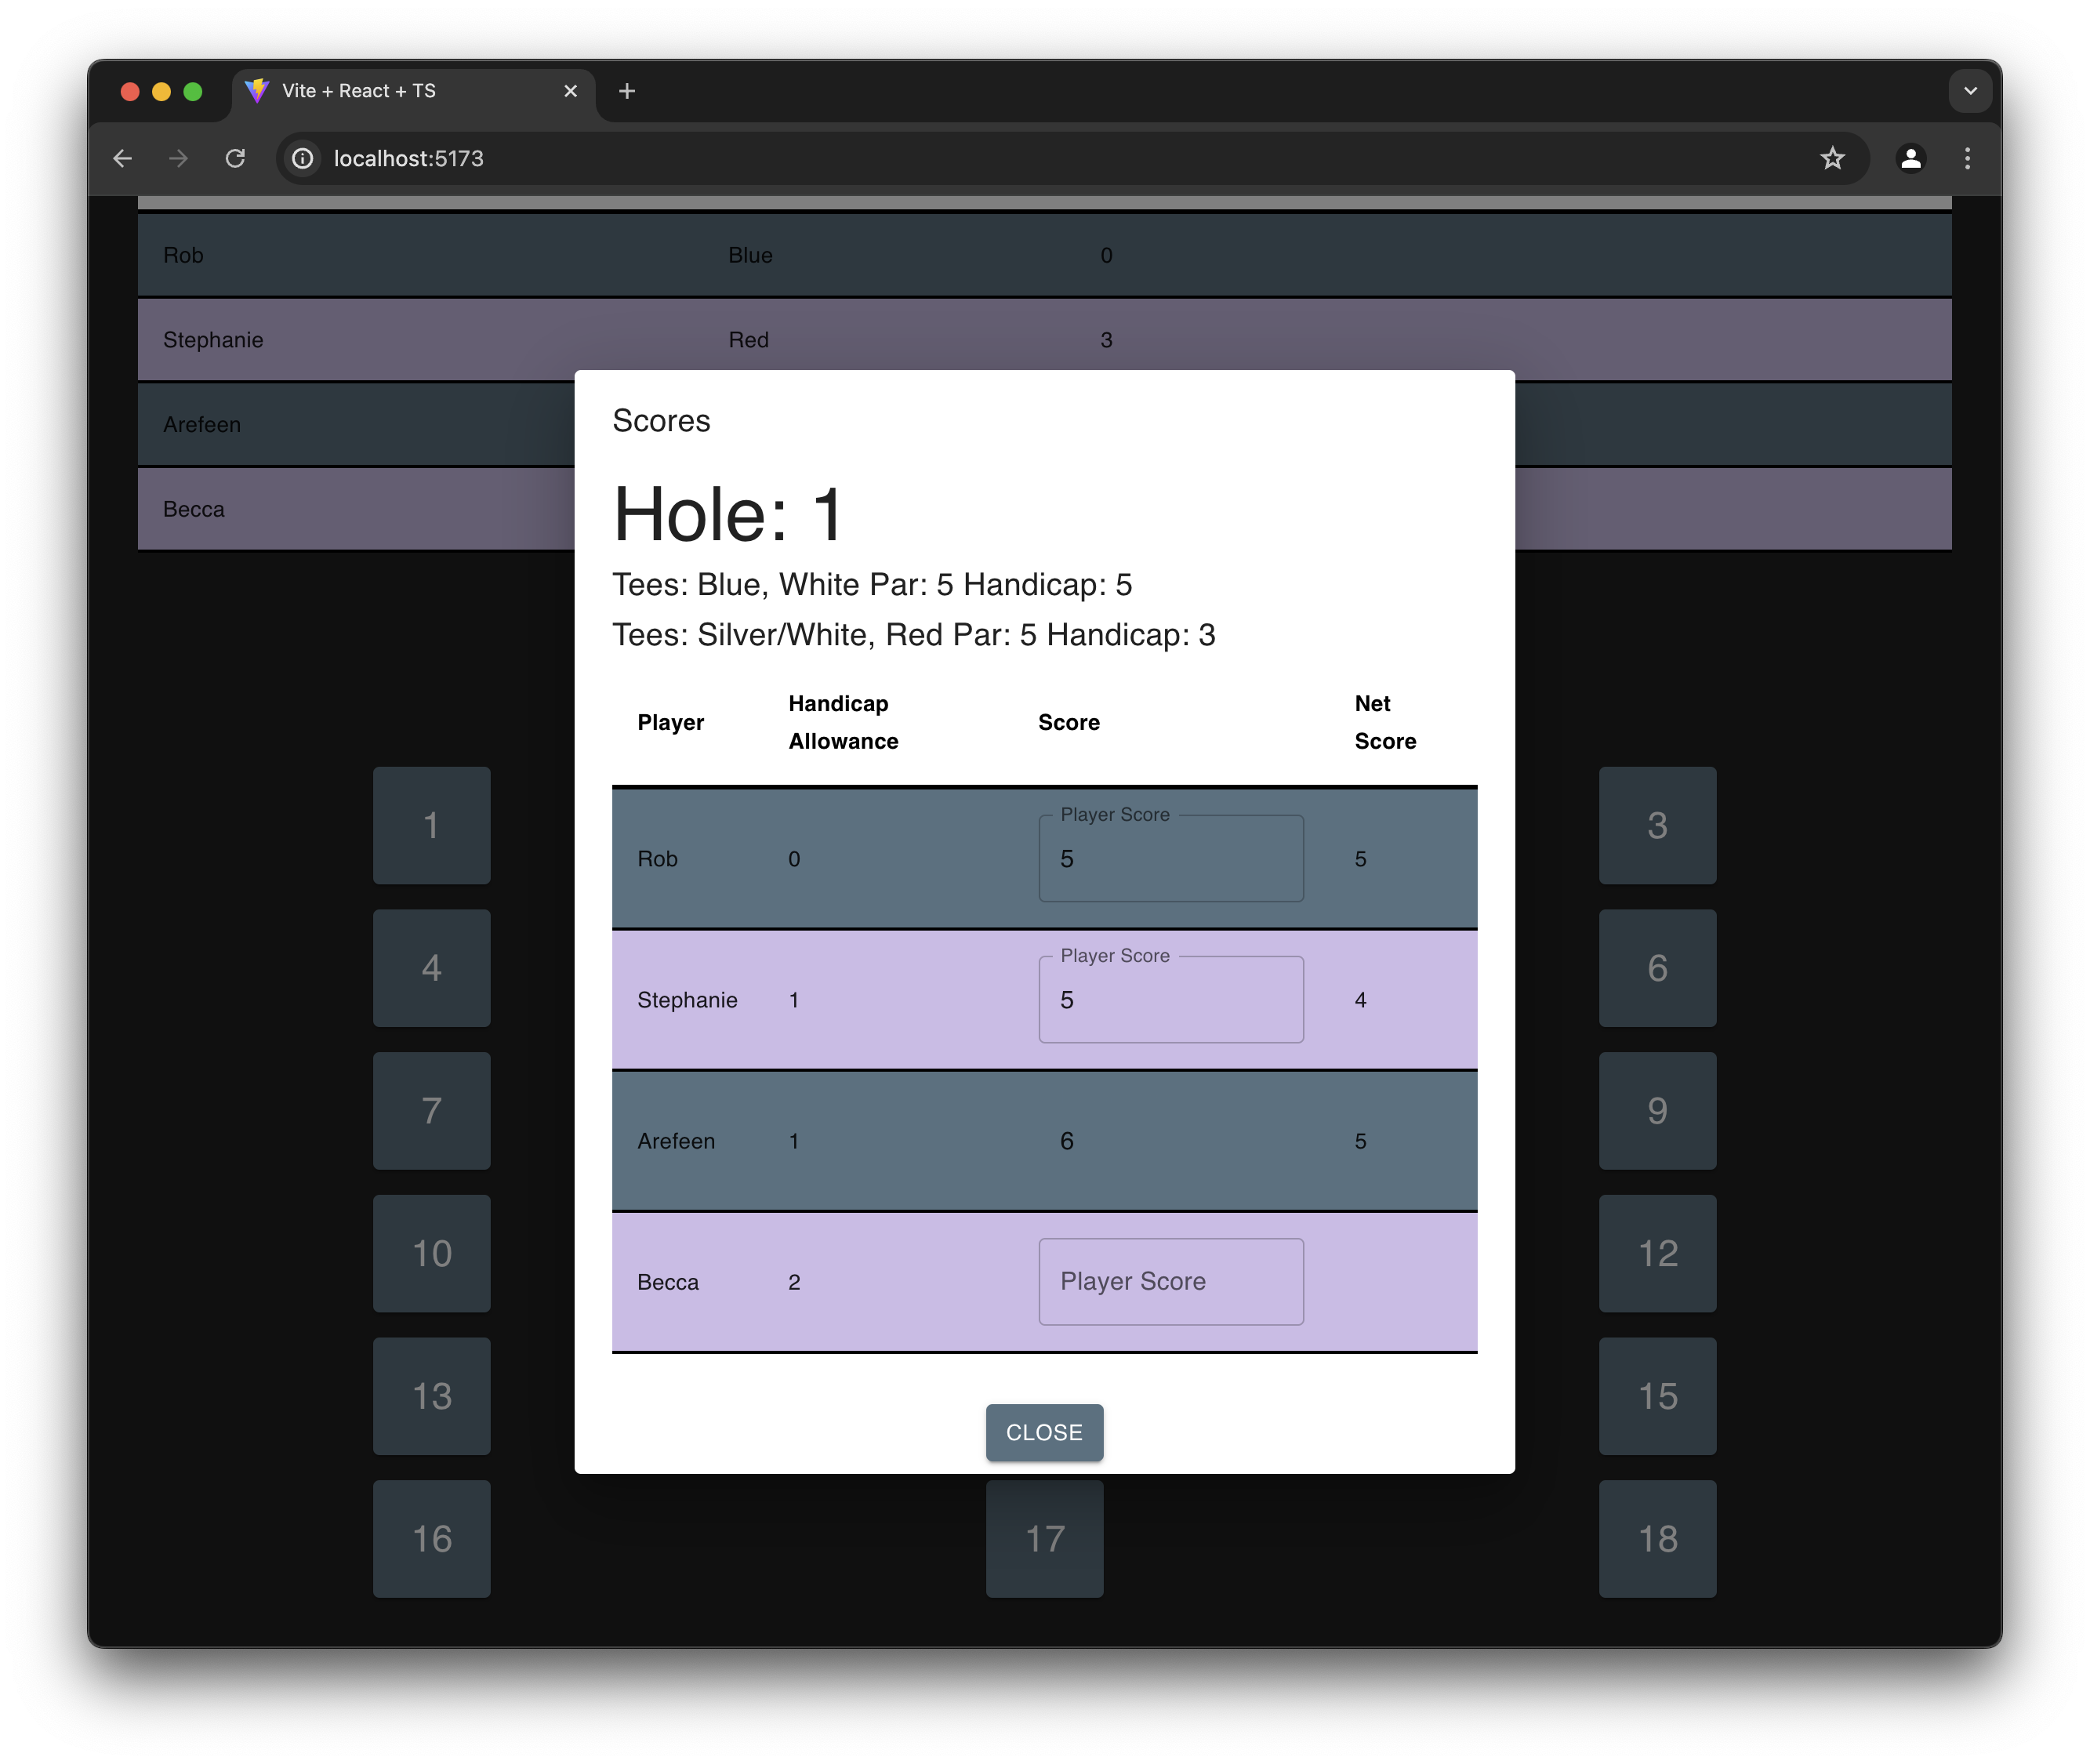 Vite + React + TS
localhost:5173
Rob Blue 0
Stephanie Red 3
Arefeen
Becca
Scores
Hole: 1
Tees: Blue, White Par: 5 Handicap: 5
Tees: Silver/White, Red Par: 5 Handicap: 3
Player Handicap Allowance Score Net Score
Player Score
Rob 0 5 5
Player Score
Stephanie 1 5 4
Arefeen 1 6 5
Becca 2 Player Score
CLOSE
1 3
4 6
7 9
10 12
13 15
16 17 18